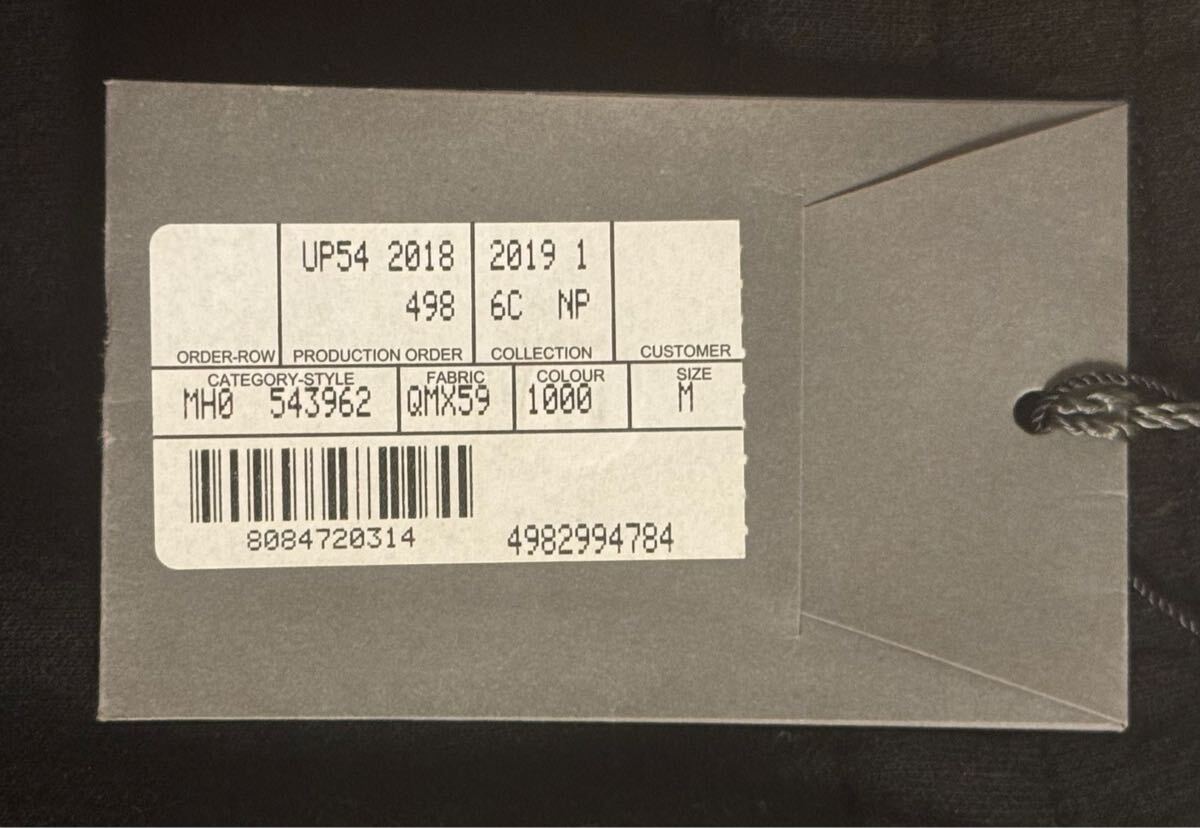 UP54 2018 2019 1
498 6C NP
ORDER-ROW PRODUCTION ORDER COLLECTION CUSTOMER
CATEGORY-STYLE FABRIC COLOUR SIZE
MH0 543962 QMX59 1000 M
8084720314 4982994784